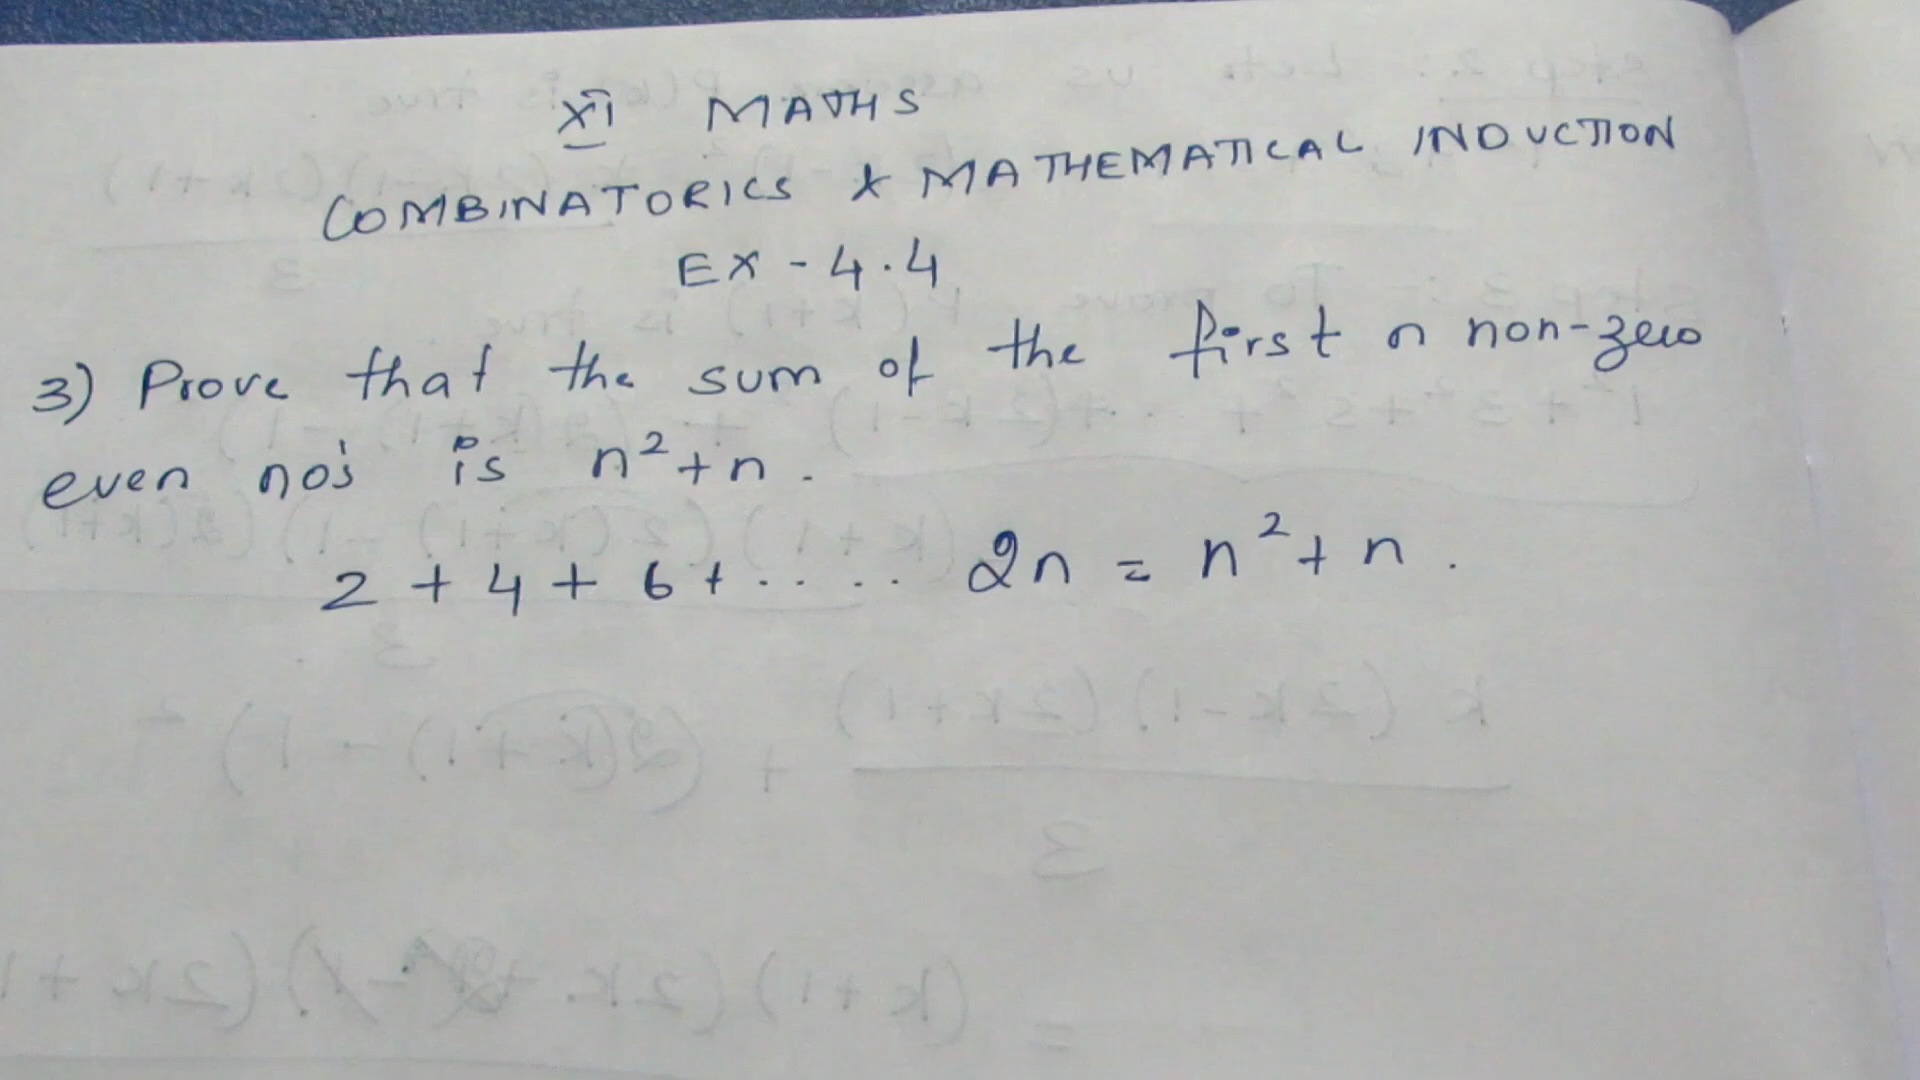 XI MATHS
COMBINATORICS & MATHEMATICAL INDUCTION
EX - 4.4
3) Prove that the sum of the first n non-zero
even no's is n²+n.
2 + 4 + 6 + ..... 2n = n² + n.